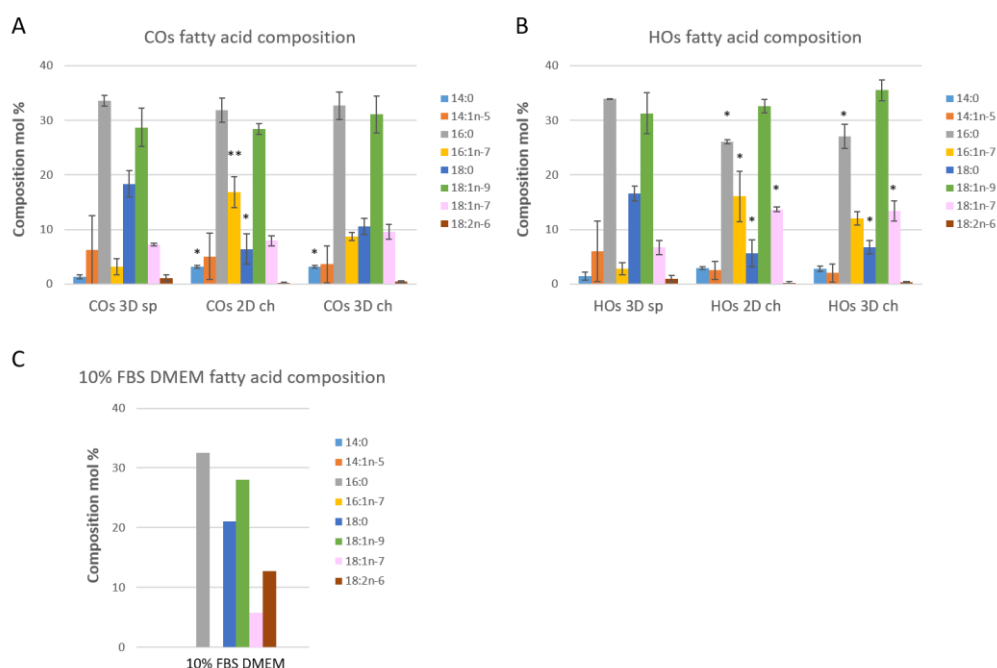 A
COs fatty acid composition
Composition mol %
40
30
20
10
0
*
**
*
*
COs 3D sp
COs 2D ch
COs 3D ch
14:0
14:1n-5
16:0
16:1n-7
18:0
18:1n-9
18:1n-7
18:2n-6
B
HOs fatty acid composition
Composition mol %
40
30
20
10
0
*
*
*
*
*
*
*
HOs 3D sp
HOs 2D ch
HOs 3D ch
14:0
14:1n-5
16:0
16:1n-7
18:0
18:1n-9
18:1n-7
18:2n-6
C
10% FBS DMEM fatty acid composition
Composition mol %
40
30
20
10
0
10% FBS DMEM
14:0
14:1n-5
16:0
16:1n-7
18:0
18:1n-9
18:1n-7
18:2n-6